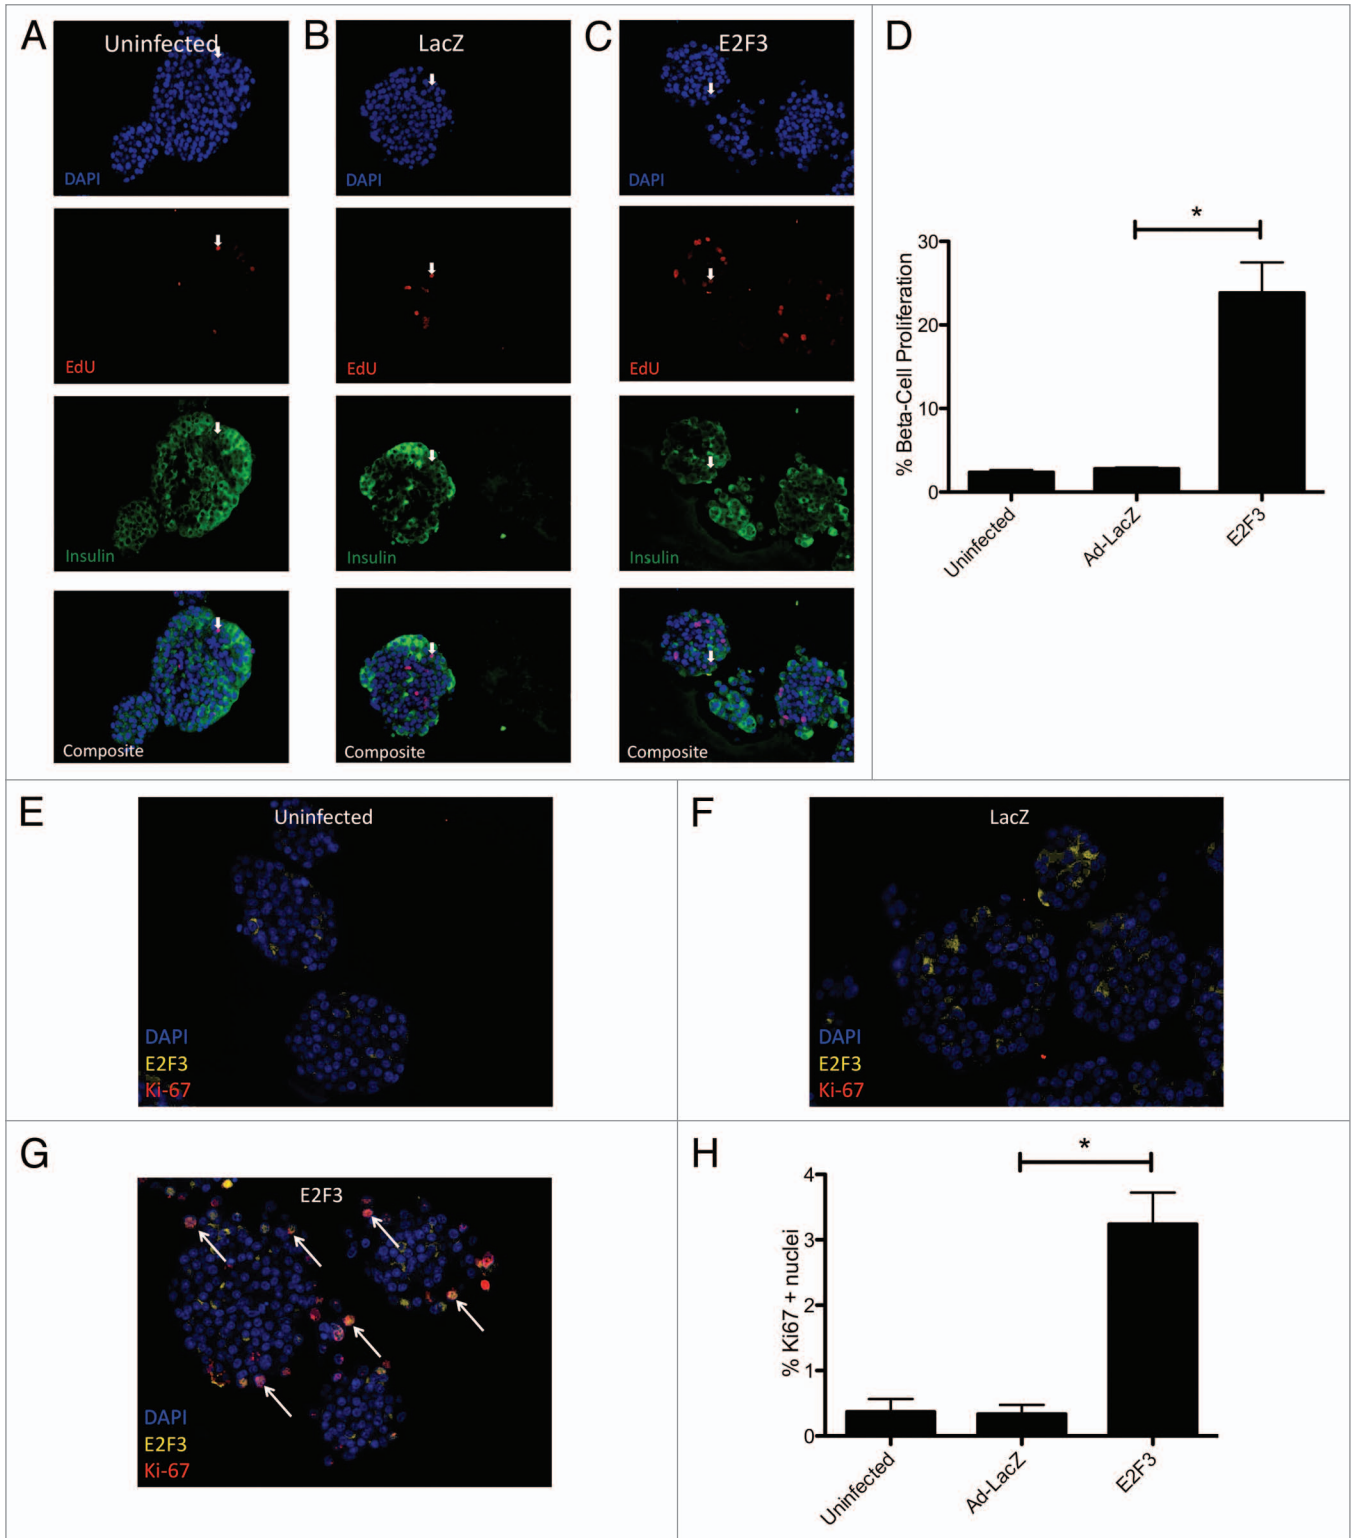 A
Uninfected
DAPI
EdU
Insulin
Composite
B
LacZ
DAPI
EdU
Insulin
Composite
C
E2F3
DAPI
EdU
Insulin
Composite
D
*
% Beta-Cell Proliferation
30
20
10
0
Uninfected
Ad-LacZ
E2F3
E
Uninfected
DAPI
E2F3
Ki-67
F
LacZ
DAPI
E2F3
Ki-67
G
E2F3
DAPI
E2F3
Ki-67
H
*
% Ki67 + nuclei
4
3
2
1
0
Uninfected
Ad-LacZ
E2F3